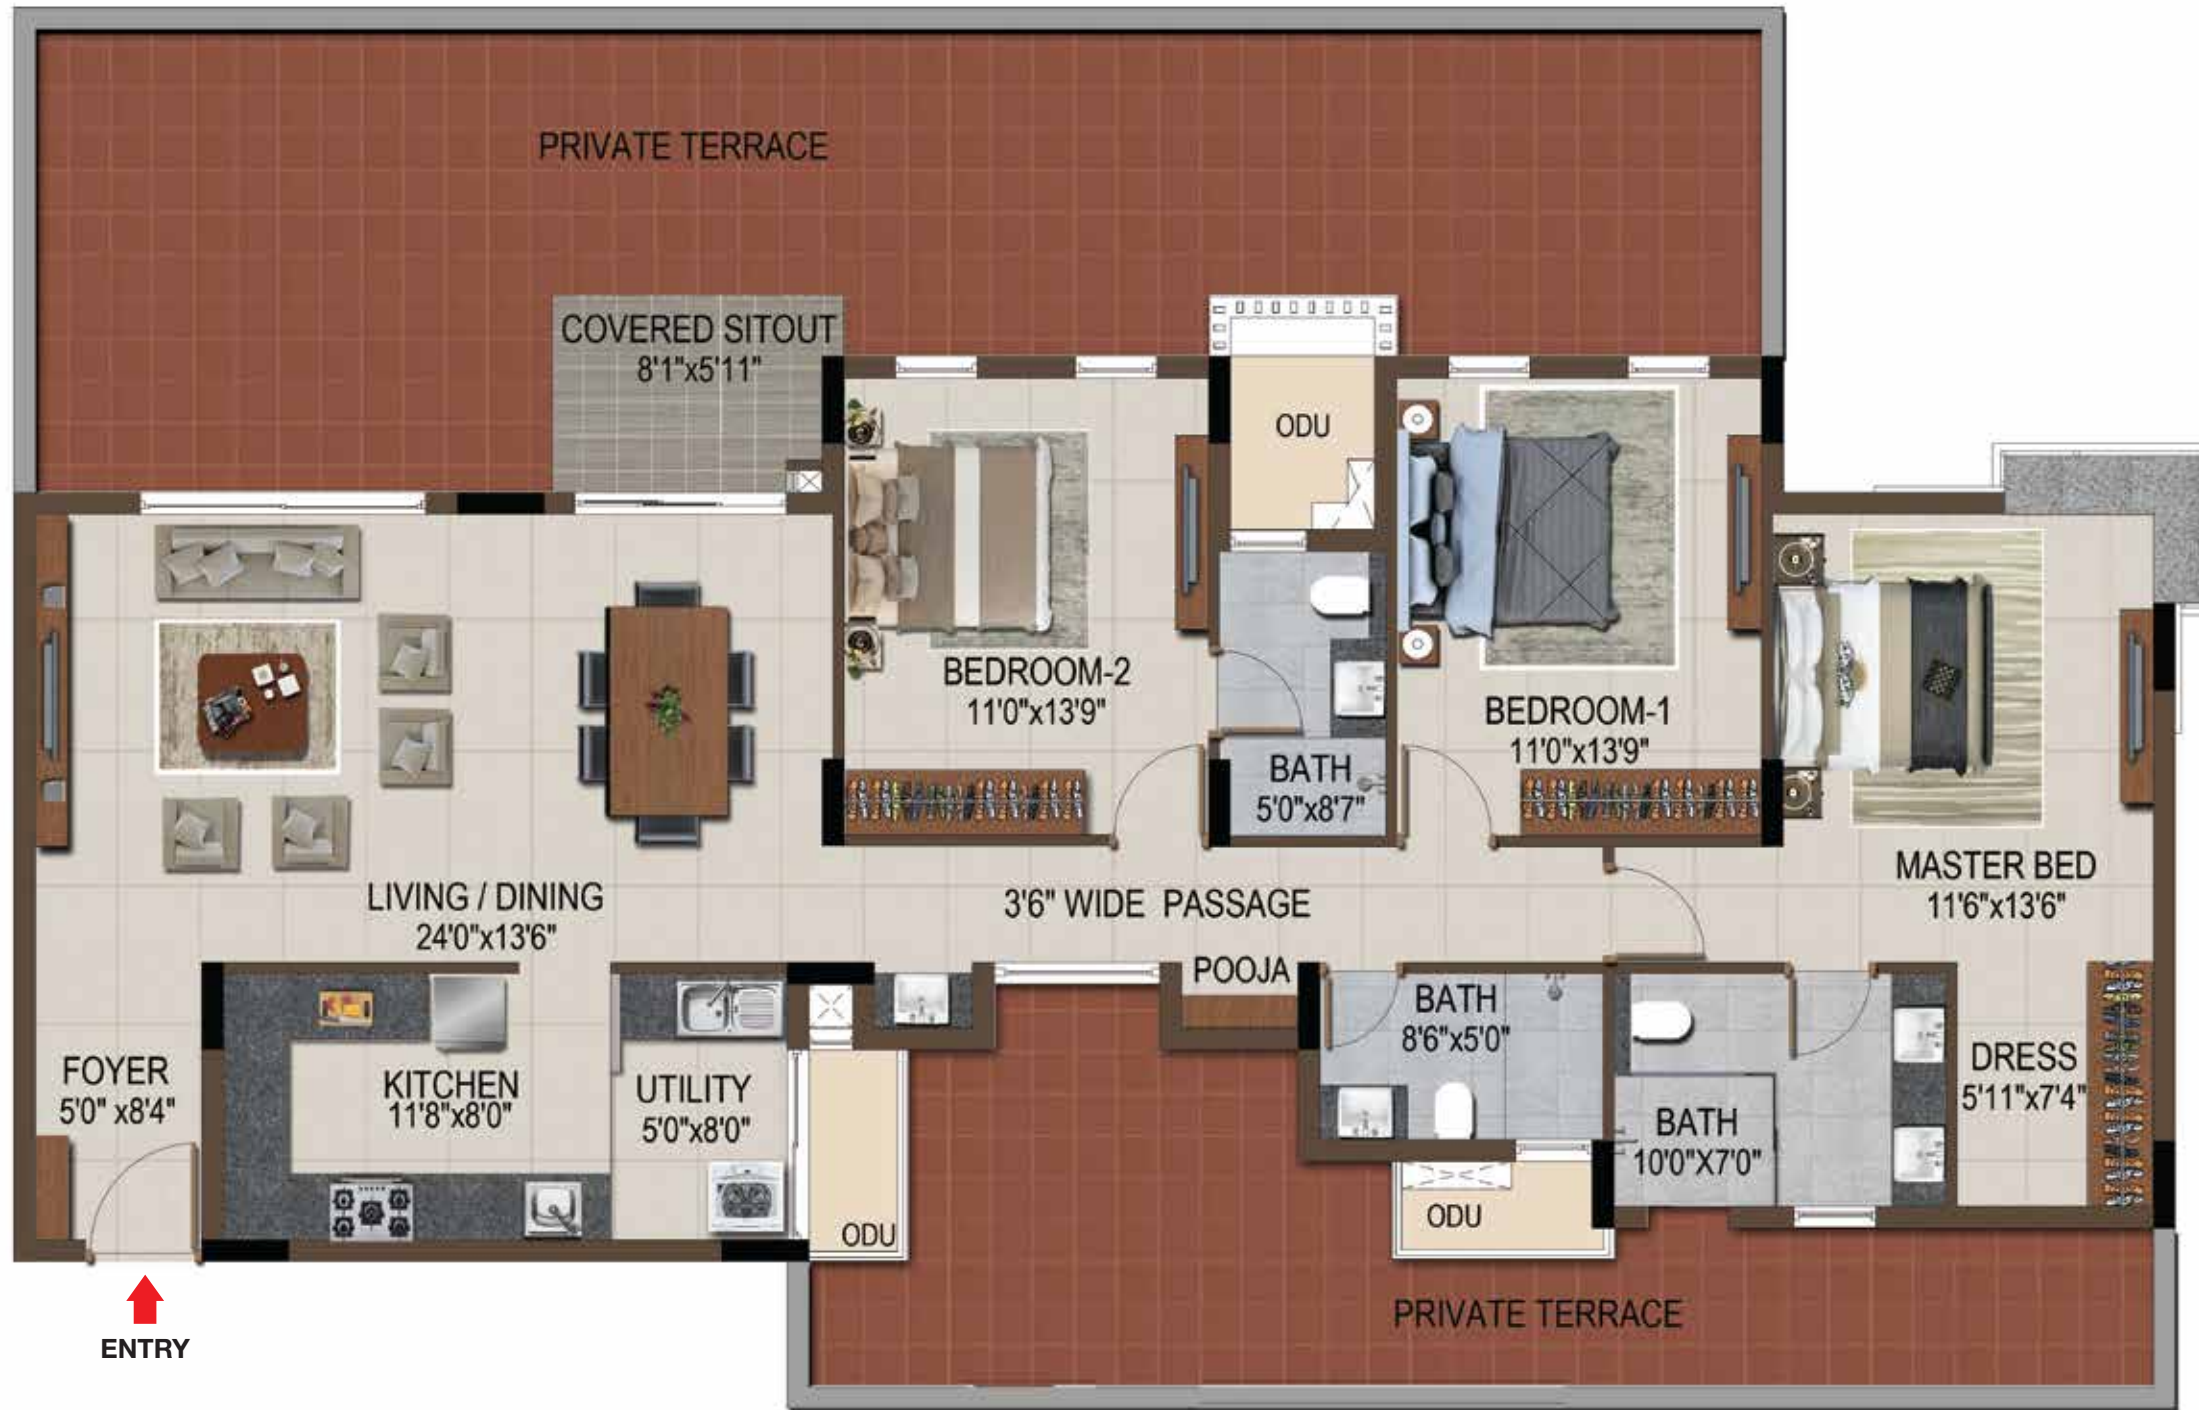 PRIVATE TERRACE
COVERED SITOUT
8'1"x5'11"
ODU
BEDROOM-2
11'0"x13'9"
BEDROOM-1
11'0"x13'9"
BATH
5'0"x8'7"
MASTER BED
11'6"x13'6"
LIVING / DINING
24'0"x13'6"
3'6" WIDE PASSAGE
POOJA
BATH
8'6"x5'0"
FOYER
5'0" x8'4"
KITCHEN
11'8"x8'0"
UTILITY
5'0"x8'0"
DRESS
5'11"x7'4"
BATH
10'0"X7'0"
ODU
ODU
PRIVATE TERRACE
ENTRY